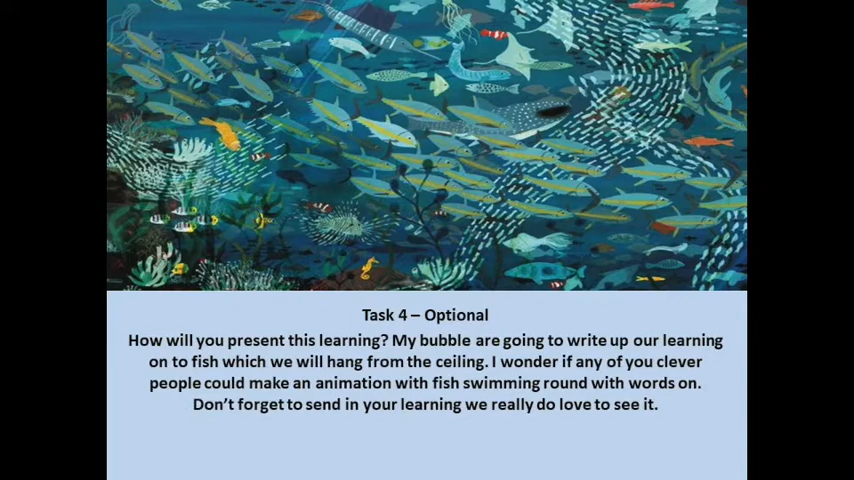 Task 4 – Optional
How will you present this learning? My bubble are going to write up our learning
on to fish which we will hang from the ceiling. I wonder if any of you clever
people could make an animation with fish swimming round with words on.
Don’t forget to send in your learning we really do love to see it.